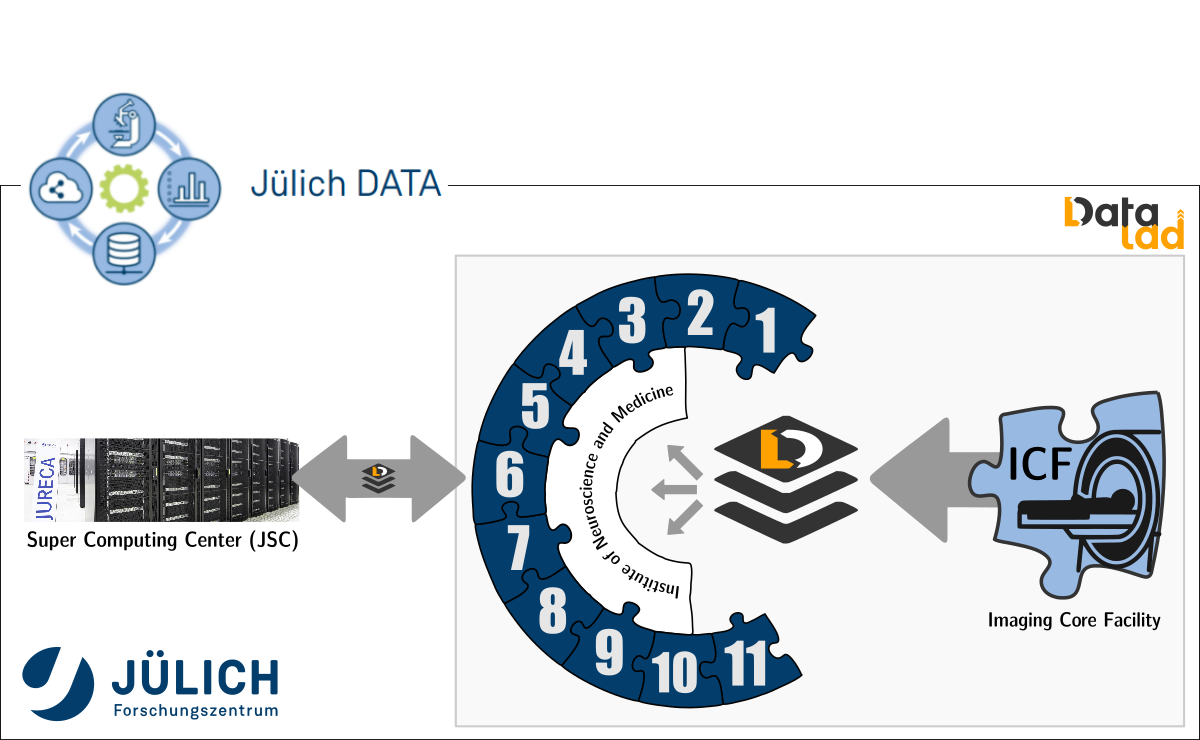 Jülich DATA
Data
Lad
1
2
3
4
5
6
7
8
9
10
11
Institute of Neuroscience and Medicine
ICF
Imaging Core Facility
JURECA
Super Computing Center (JSC)
JÜLICH
Forschungszentrum